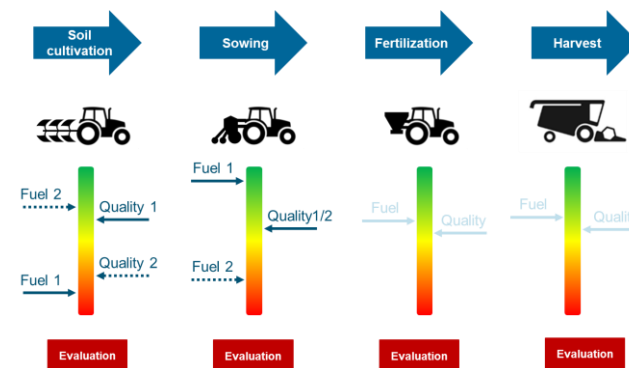 Soil
cultivation
Sowing
Fertilization
Harvest
Fuel 2
Quality 1
Quality 2
Fuel 1
Fuel 1
Quality1/2
Fuel 2
Fuel
Quality
Fuel
Qualit
Evaluation
Evaluation
Evaluation
Evaluation